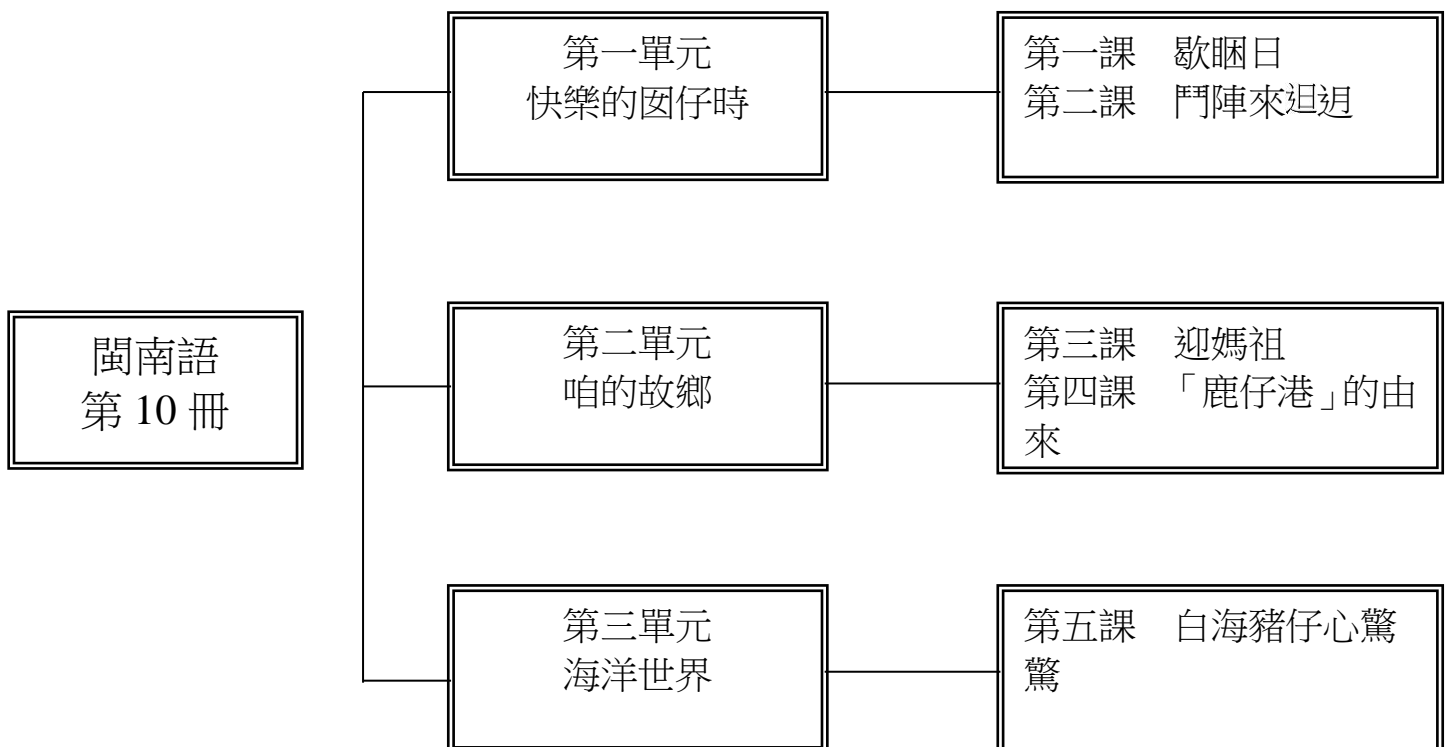 閩南語
第 10 冊
第一單元
快樂的囡仔時
第一課　歇睏日
第二課　鬥陣來𨑨迌
第二單元
咱的故鄉
第三課　迎媽祖
第四課　「鹿仔港」的由
來
第三單元
海洋世界
第五課　白海豬仔心驚
驚